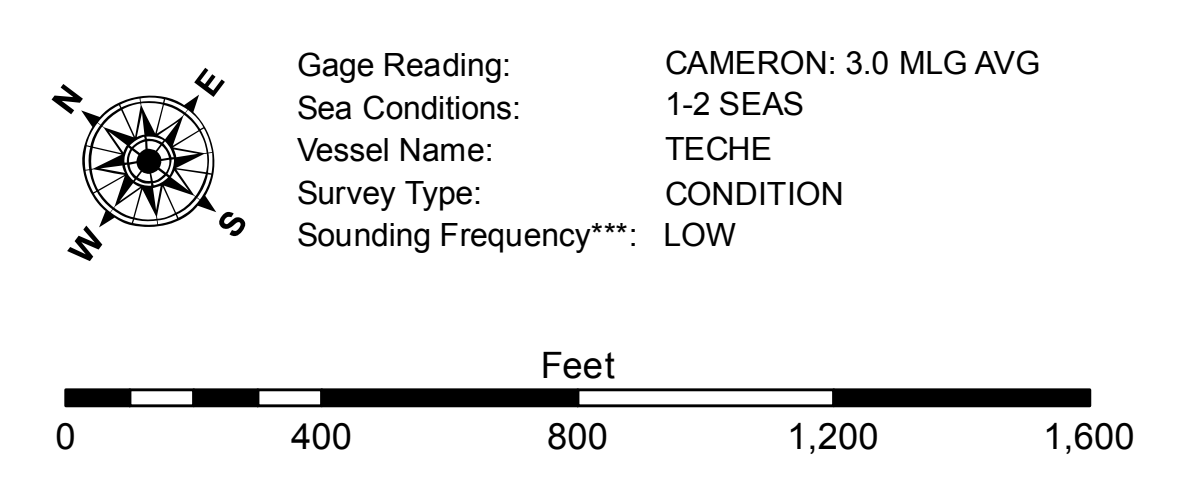 N
E
W
S
Gage Reading: CAMERON: 3.0 MLG AVG
Sea Conditions: 1-2 SEAS
Vessel Name: TECHE
Survey Type: CONDITION
Sounding Frequency***: LOW
Feet
0 400 800 1,200 1,600